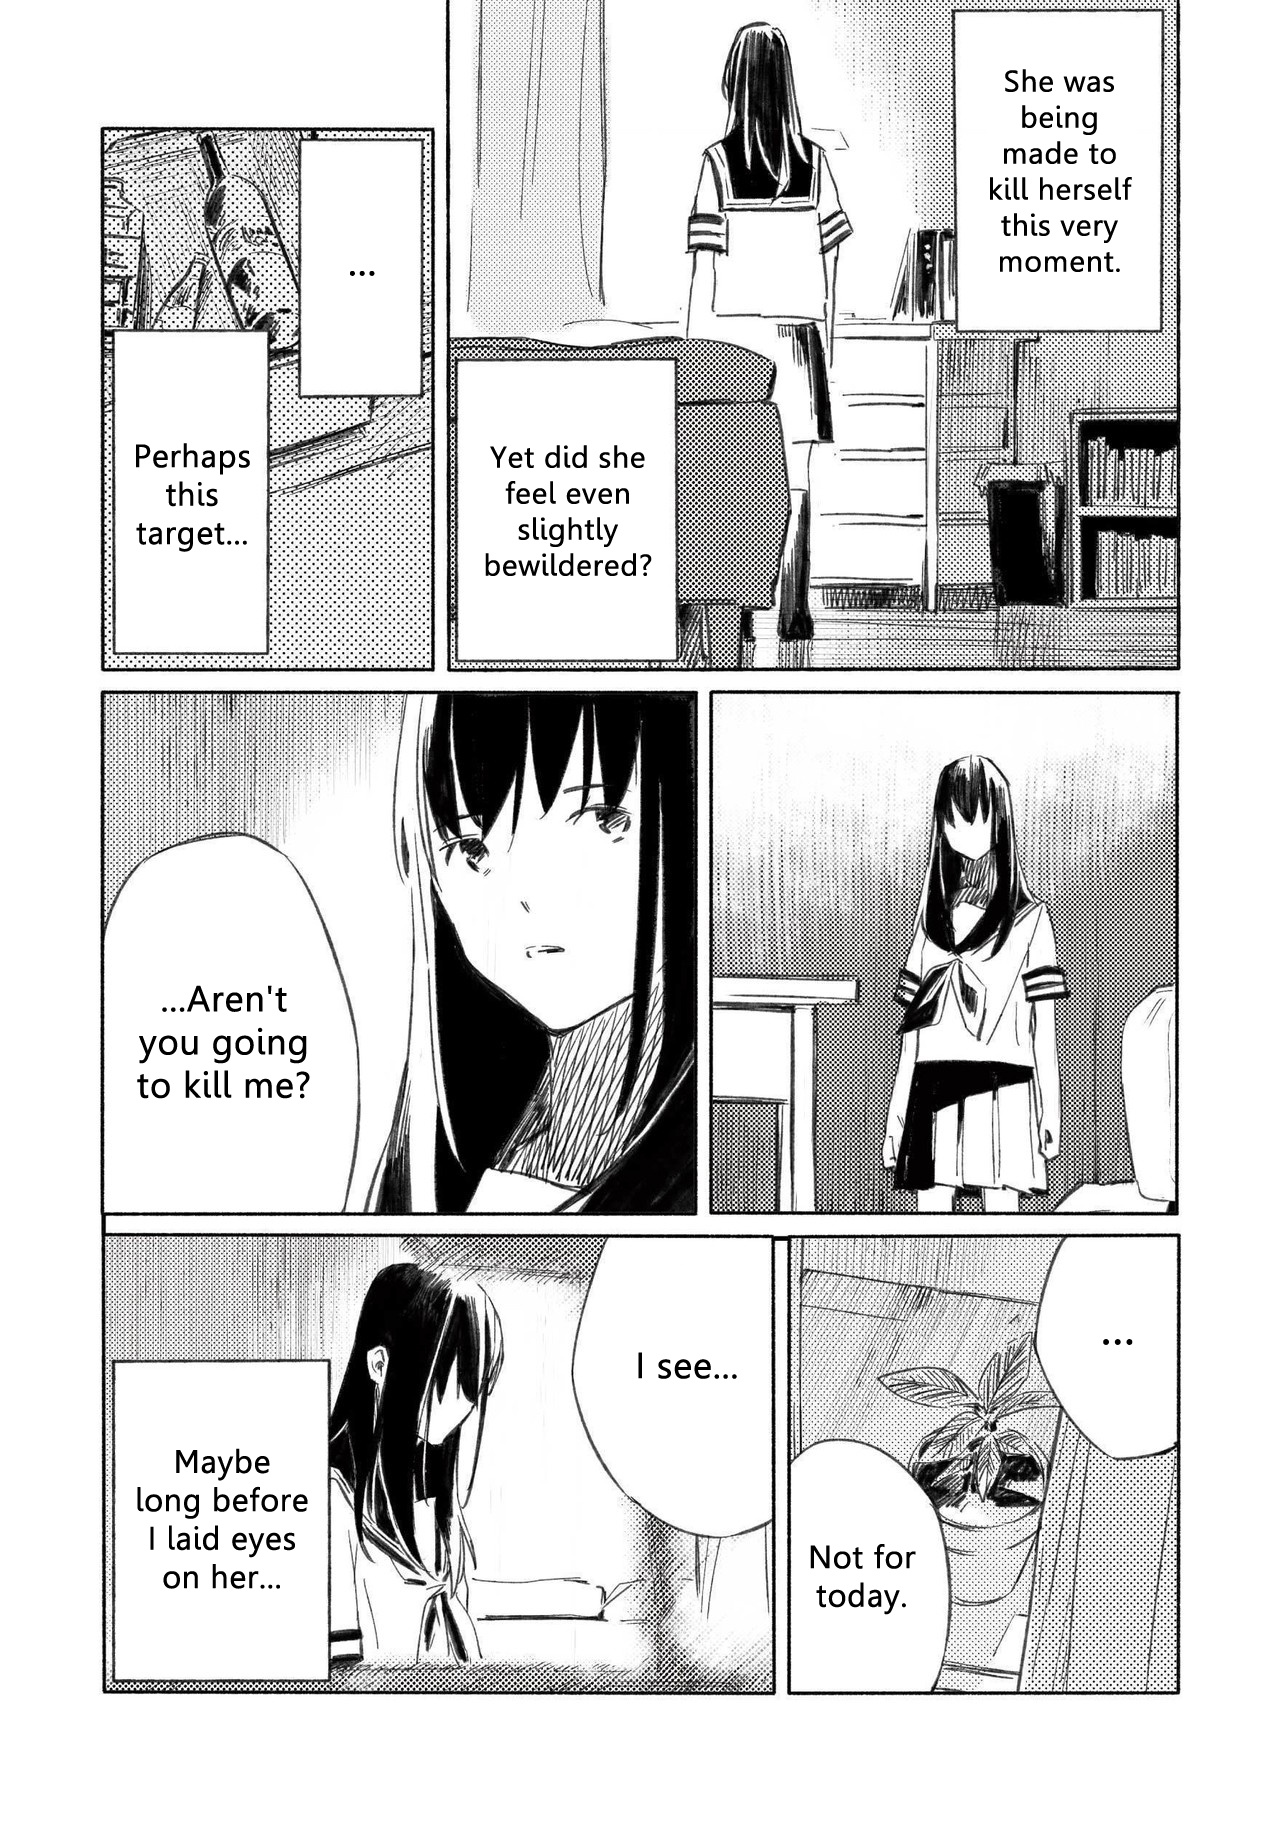 She was
being
made to
kill herself
this very
moment.
Yet did she
feel even
slightly
bewildered?
...
Perhaps
this
target...
...Aren't
you going
to kill me?
...
Not for
today.
I see...
Maybe
long before
I laid eyes
on her...